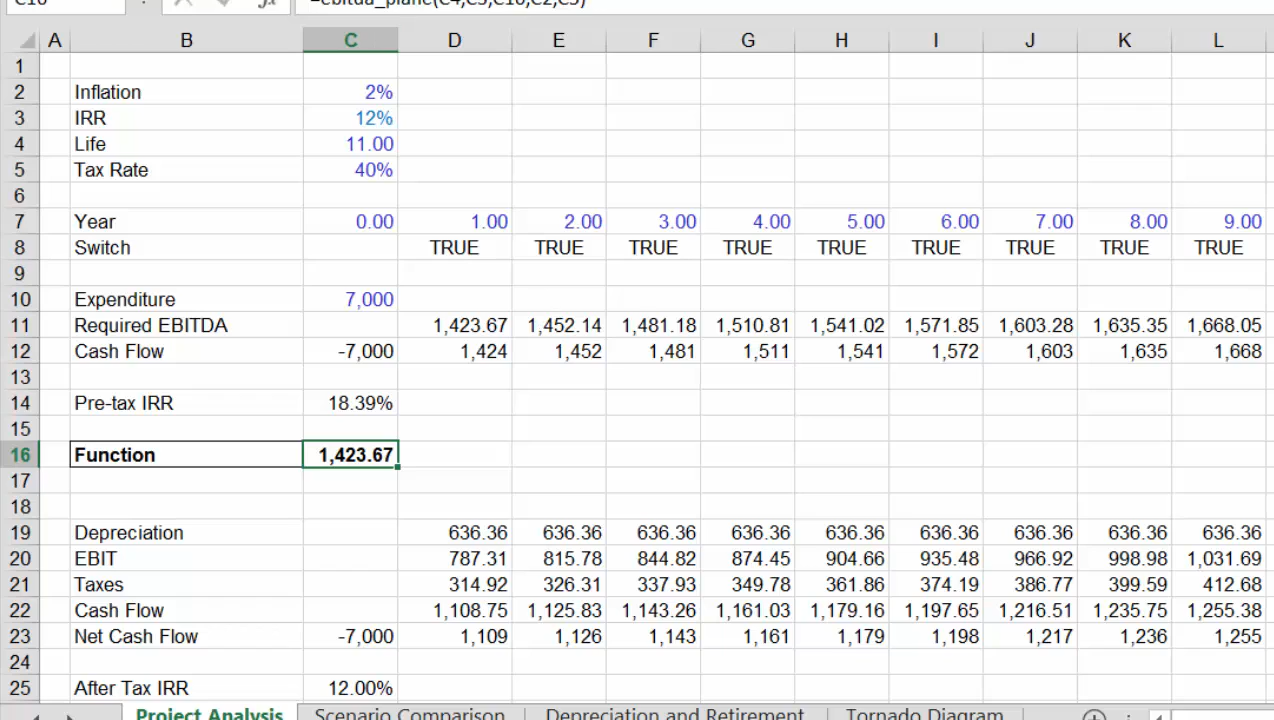 C16 : fx =ebitda_plane(C4,C3,C10,C2,C5)
A B C D E F G H I J K L
1
2 Inflation 2%
3 IRR 12%
4 Life 11.00
5 Tax Rate 40%
6
7 Year 0.00 1.00 2.00 3.00 4.00 5.00 6.00 7.00 8.00 9.00
8 Switch TRUE TRUE TRUE TRUE TRUE TRUE TRUE TRUE TRUE
9
10 Expenditure 7,000
11 Required EBITDA 1,423.67 1,452.14 1,481.18 1,510.81 1,541.02 1,571.85 1,603.28 1,635.35 1,668.05
12 Cash Flow -7,000 1,424 1,452 1,481 1,511 1,541 1,572 1,603 1,635 1,668
13
14 Pre-tax IRR 18.39%
15
16 Function 1,423.67
17
18
19 Depreciation 636.36 636.36 636.36 636.36 636.36 636.36 636.36 636.36 636.36
20 EBIT 787.31 815.78 844.82 874.45 904.66 935.48 966.92 998.98 1,031.69
21 Taxes 314.92 326.31 337.93 349.78 361.86 374.19 386.77 399.59 412.68
22 Cash Flow 1,108.75 1,125.83 1,143.26 1,161.03 1,179.16 1,197.65 1,216.51 1,235.75 1,255.38
23 Net Cash Flow -7,000 1,109 1,126 1,143 1,161 1,179 1,198 1,217 1,236 1,255
24
25 After Tax IRR 12.00%
Project Analysis Scenario Comparison Depreciation and Retirement Tornado Diagram